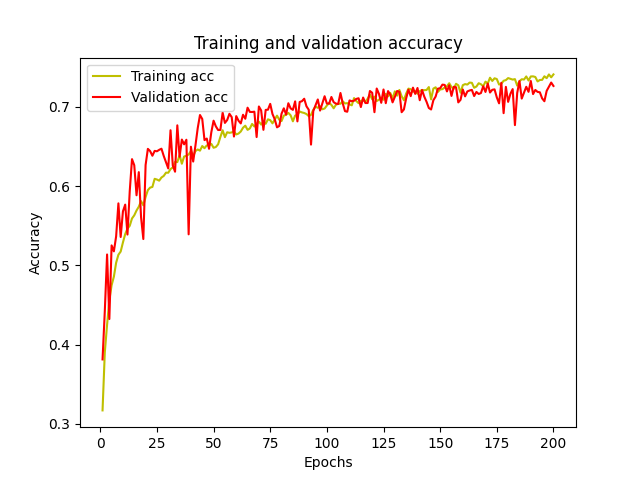 Training and validation accuracy
Training acc
Validation acc
0.7
0.6
0.5
0.4
0.3
Accuracy
0 25 50 75 100 125 150 175 200
Epochs